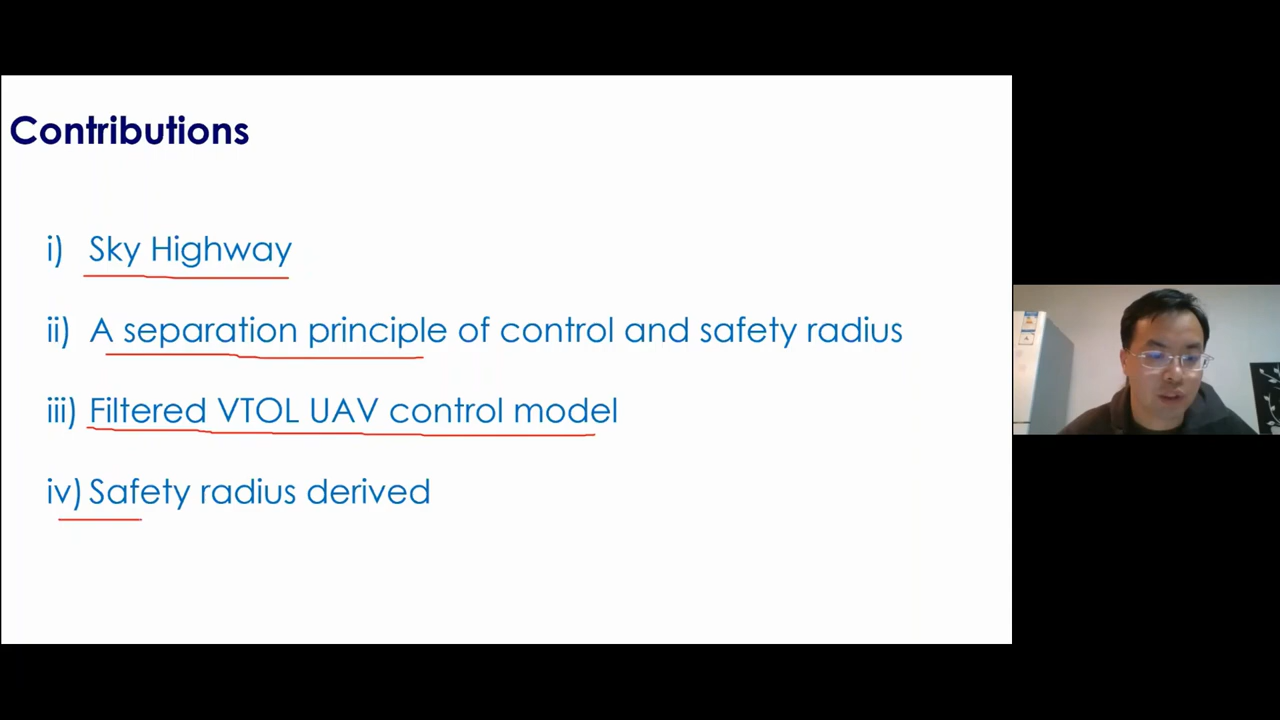 Contributions
i) Sky Highway
ii) A separation principle of control and safety radius
iii) Filtered VTOL UAV control model
iv) Safety radius derived